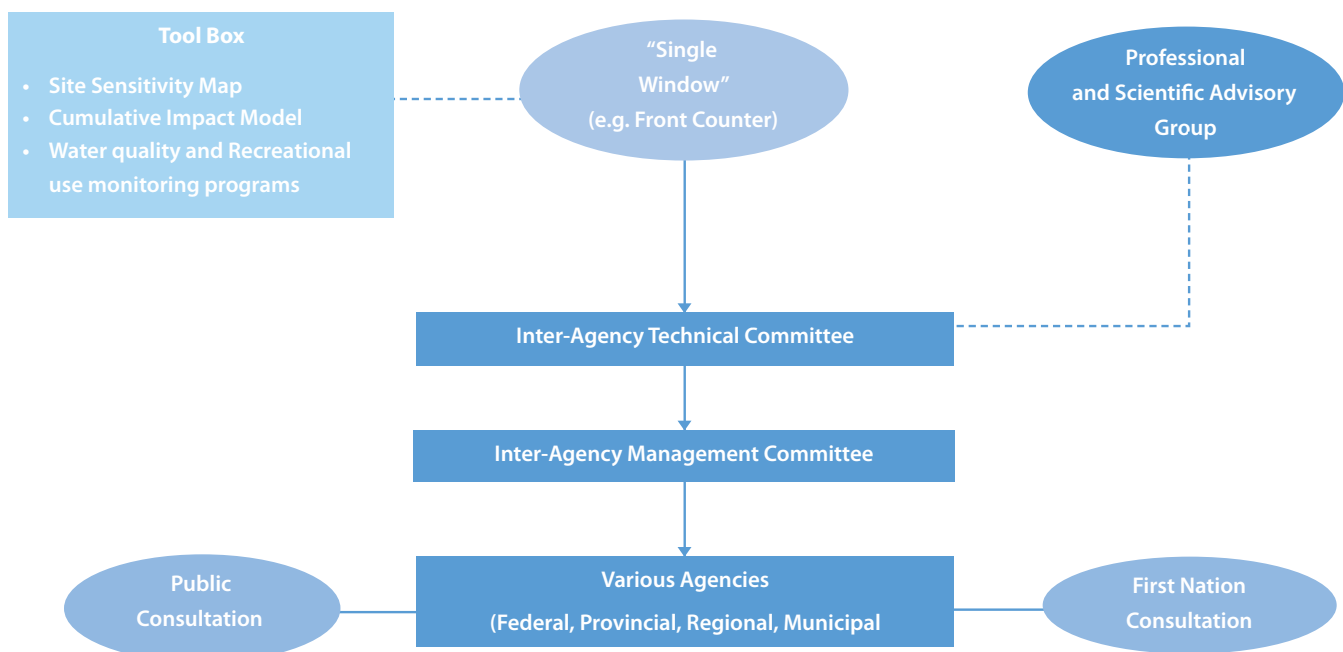 Tool Box
• Site Sensitivity Map
• Cumulative Impact Model
• Water quality and Recreational
use monitoring programs
“Single
Window”
(e.g. Front Counter)
Professional
and Scientific Advisory
Group
Inter-Agency Technical Committee
Inter-Agency Management Committee
Public
Consultation
Various Agencies
(Federal, Provincial, Regional, Municipal
First Nation
Consultation